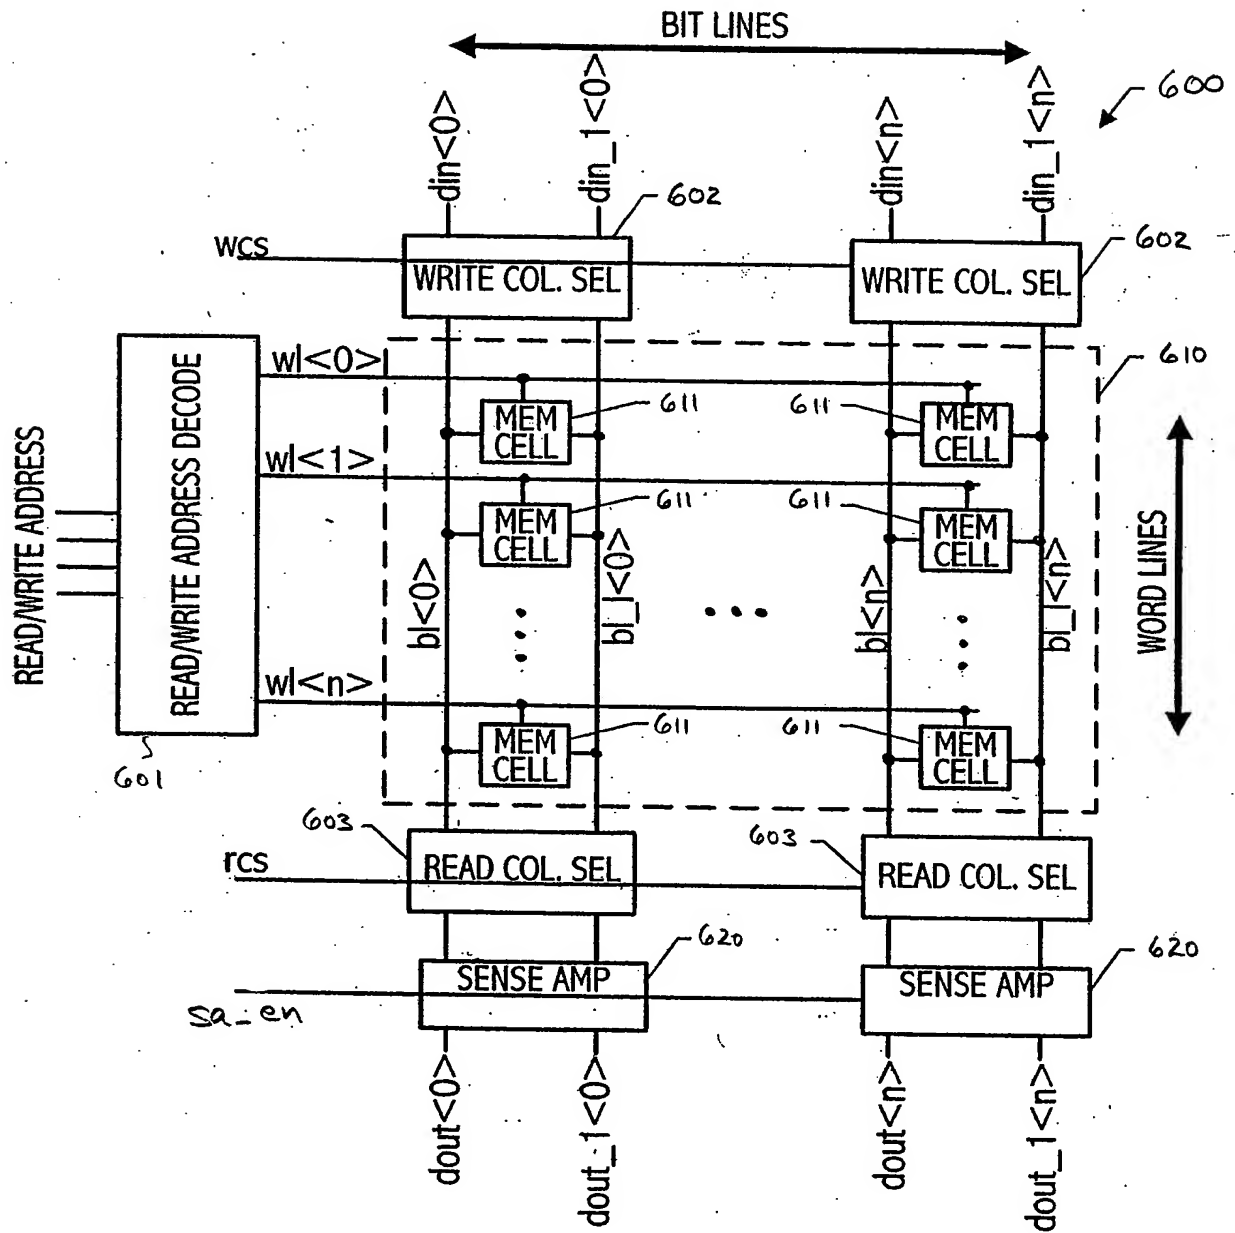 BIT LINES
600
din<0>
din_1<0>
din<n>
din_1<n>
602
602
wcs
WRITE COL. SEL
WRITE COL. SEL
READ/WRITE ADDRESS
READ/WRITE ADDRESS DECODE
601
wl<0>
610
MEM
CELL
611
611
MEM
CELL
wl<1>
MEM
CELL
611
611
MEM
CELL
bl<0>
bl_l<0>
bl<n>
bl_l<n>
WORD LINES
wl<n>
MEM
CELL
611
611
MEM
CELL
603
603
rcs
READ COL. SEL
READ COL. SEL
620
620
SENSE AMP
SENSE AMP
sa_en
dout<0>
dout_1<0>
dout<n>
dout_1<n>